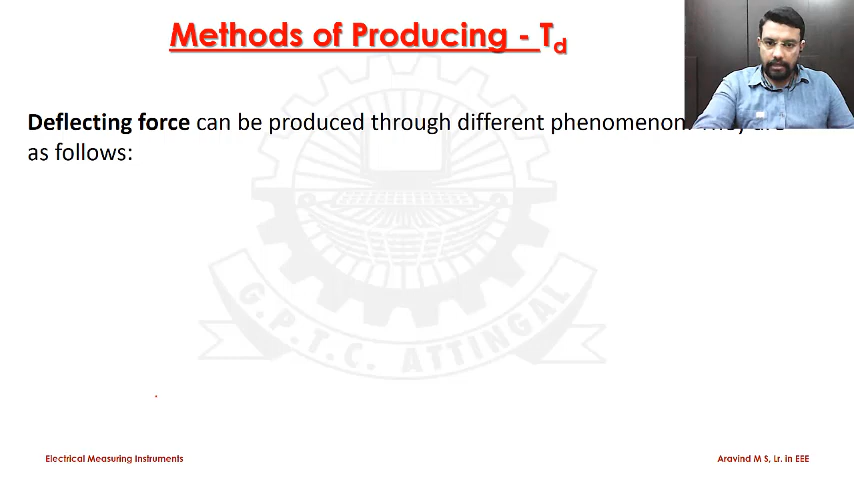 Methods of Producing - Td
Deflecting force can be produced through different phenomenon. are
as follows:
G.P.T.C. ATTINGAL
Electrical Measuring Instruments
Aravind M S, Lr. in EEE